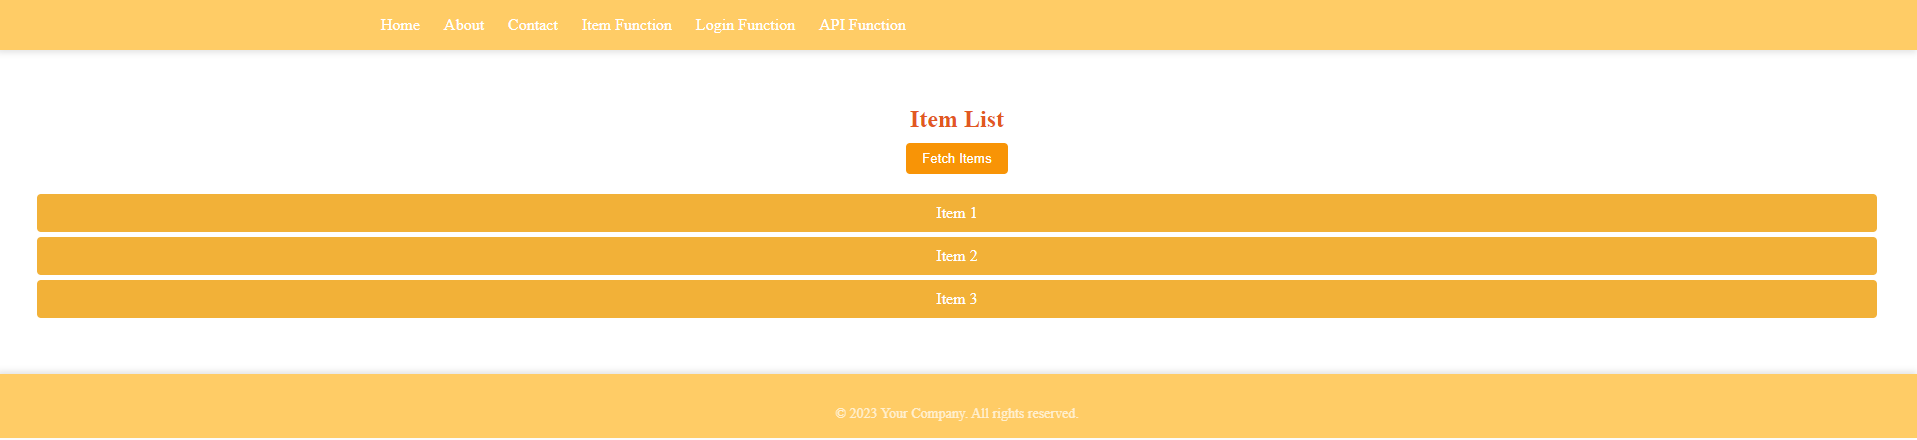 Home About Contact Item Function Login Function API Function
Item List
Fetch Items
Item 1
Item 2
Item 3
© 2023 Your Company. All rights reserved.